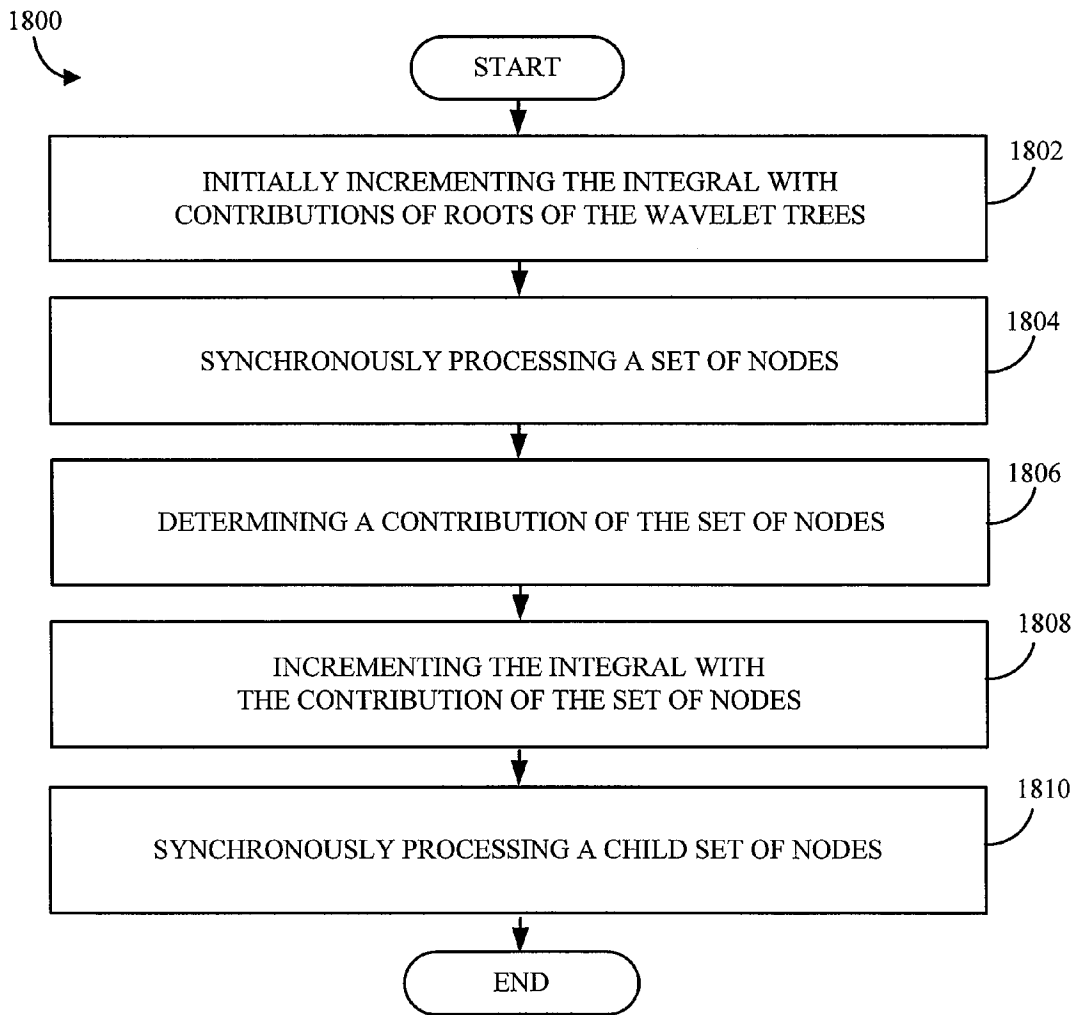 1800
START
1802
INITIALLY INCREMENTING THE INTEGRAL WITH
CONTRIBUTIONS OF ROOTS OF THE WAVELET TREES
1804
SYNCHRONOUSLY PROCESSING A SET OF NODES
1806
DETERMINING A CONTRIBUTION OF THE SET OF NODES
1808
INCREMENTING THE INTEGRAL WITH
THE CONTRIBUTION OF THE SET OF NODES
1810
SYNCHRONOUSLY PROCESSING A CHILD SET OF NODES
END